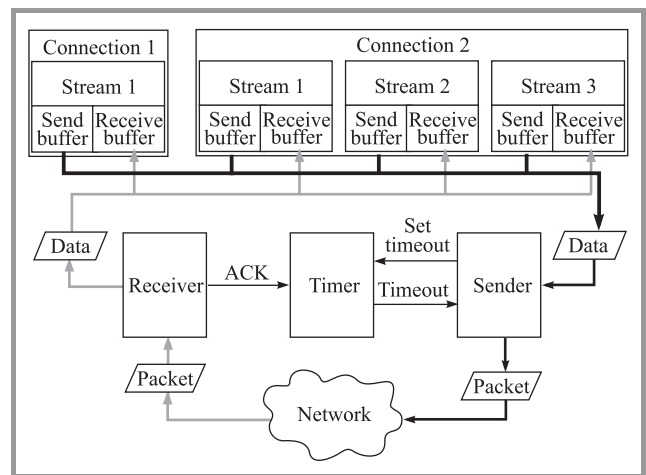 Connection 1
Connection 2
Stream 1
Stream 1
Stream 2
Stream 3
Send
buffer
Receive
buffer
Send
buffer
Receive
buffer
Send
buffer
Receive
buffer
Send
buffer
Receive
buffer
Data
Receiver
ACK
Timer
Set
timeout
Timeout
Sender
Data
Packet
Network
Packet